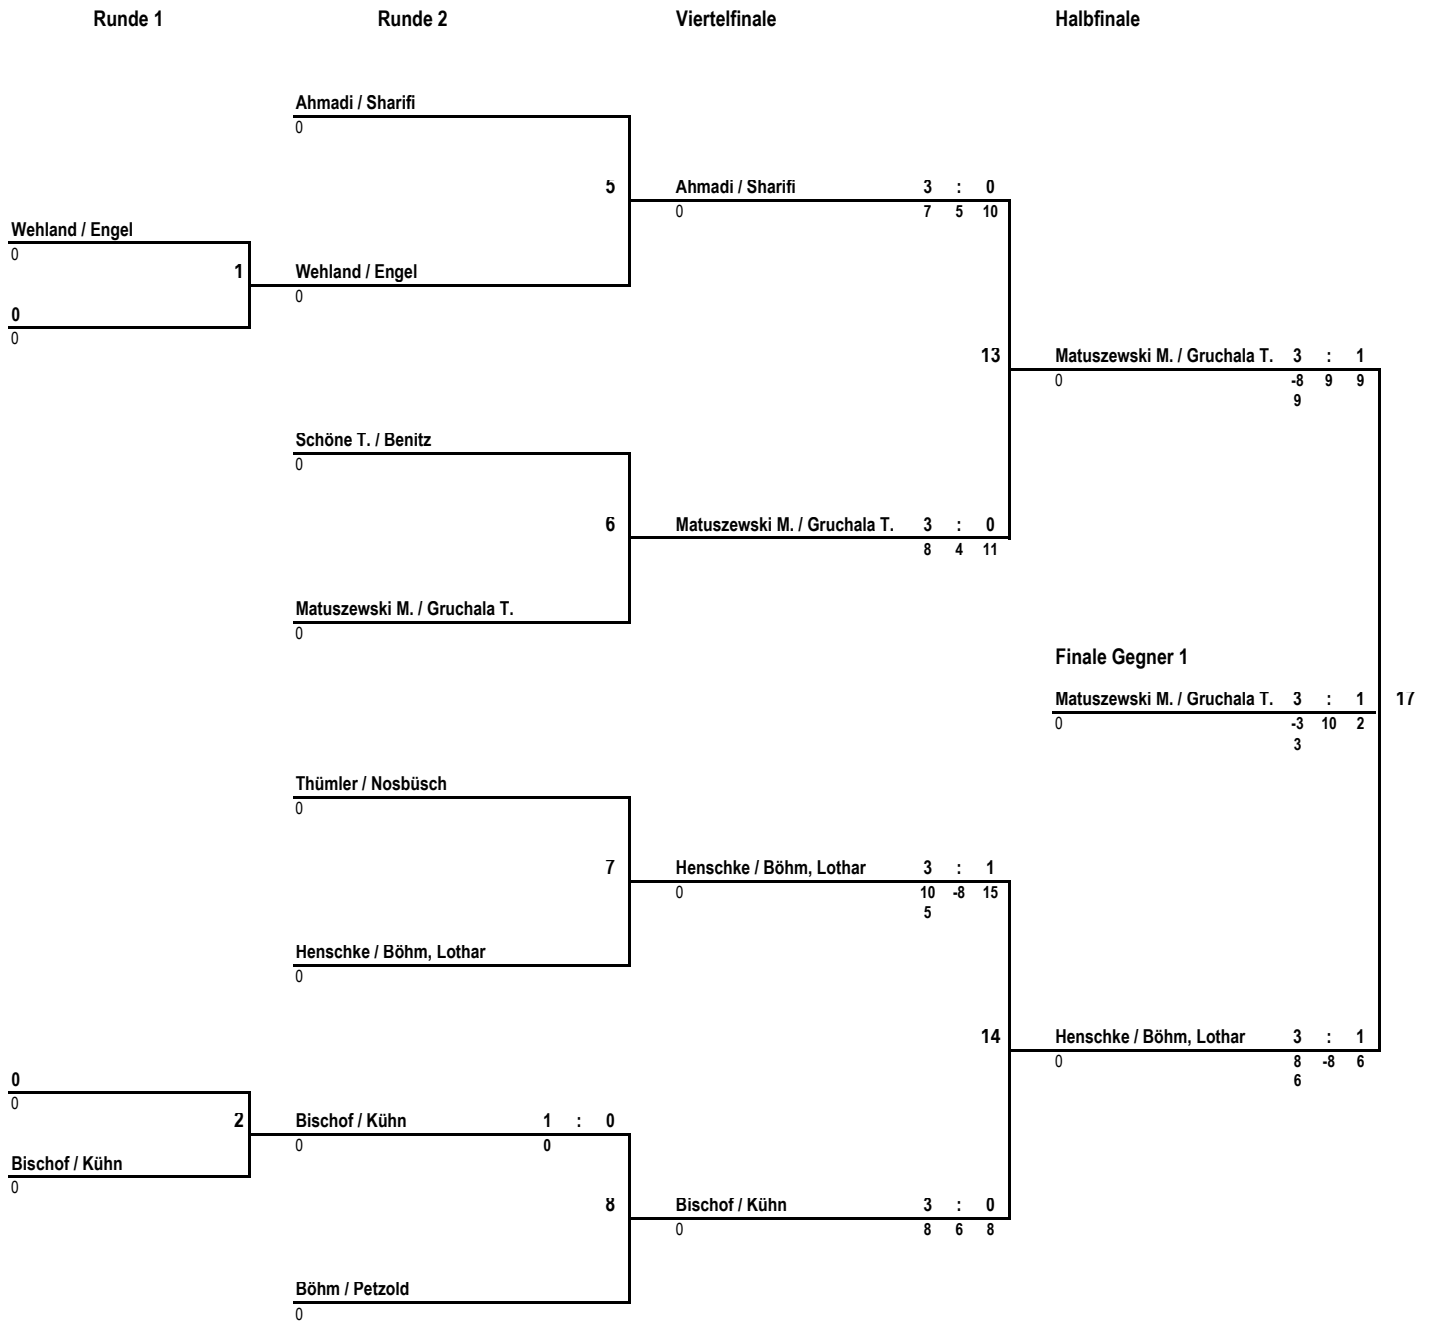 Runde 1 Runde 2 Viertelfinale Halbfinale
Ahmadi / Sharifi
0
5 Ahmadi / Sharifi 3 : 0
0 7 5 10
Wehland / Engel
0
1 Wehland / Engel
0
0
0
13 Matuszewski M. / Gruchala T. 3 : 1
0 -8 9 9
9
Schöne T. / Benitz
0
6 Matuszewski M. / Gruchala T. 3 : 0
8 4 11
Matuszewski M. / Gruchala T.
0
Finale Gegner 1
Matuszewski M. / Gruchala T. 3 : 1 17
0 -3 10 2
3
Thümler / Nosbüsch
0
7 Henschke / Böhm, Lothar 3 : 1
0 10 -8 15
5
Henschke / Böhm, Lothar
0
14 Henschke / Böhm, Lothar 3 : 1
0 8 -8 6
6
0
0
2 Bischof / Kühn 1 : 0
0 0
Bischof / Kühn
0
8 Bischof / Kühn 3 : 0
0 8 6 8
Böhm / Petzold
0